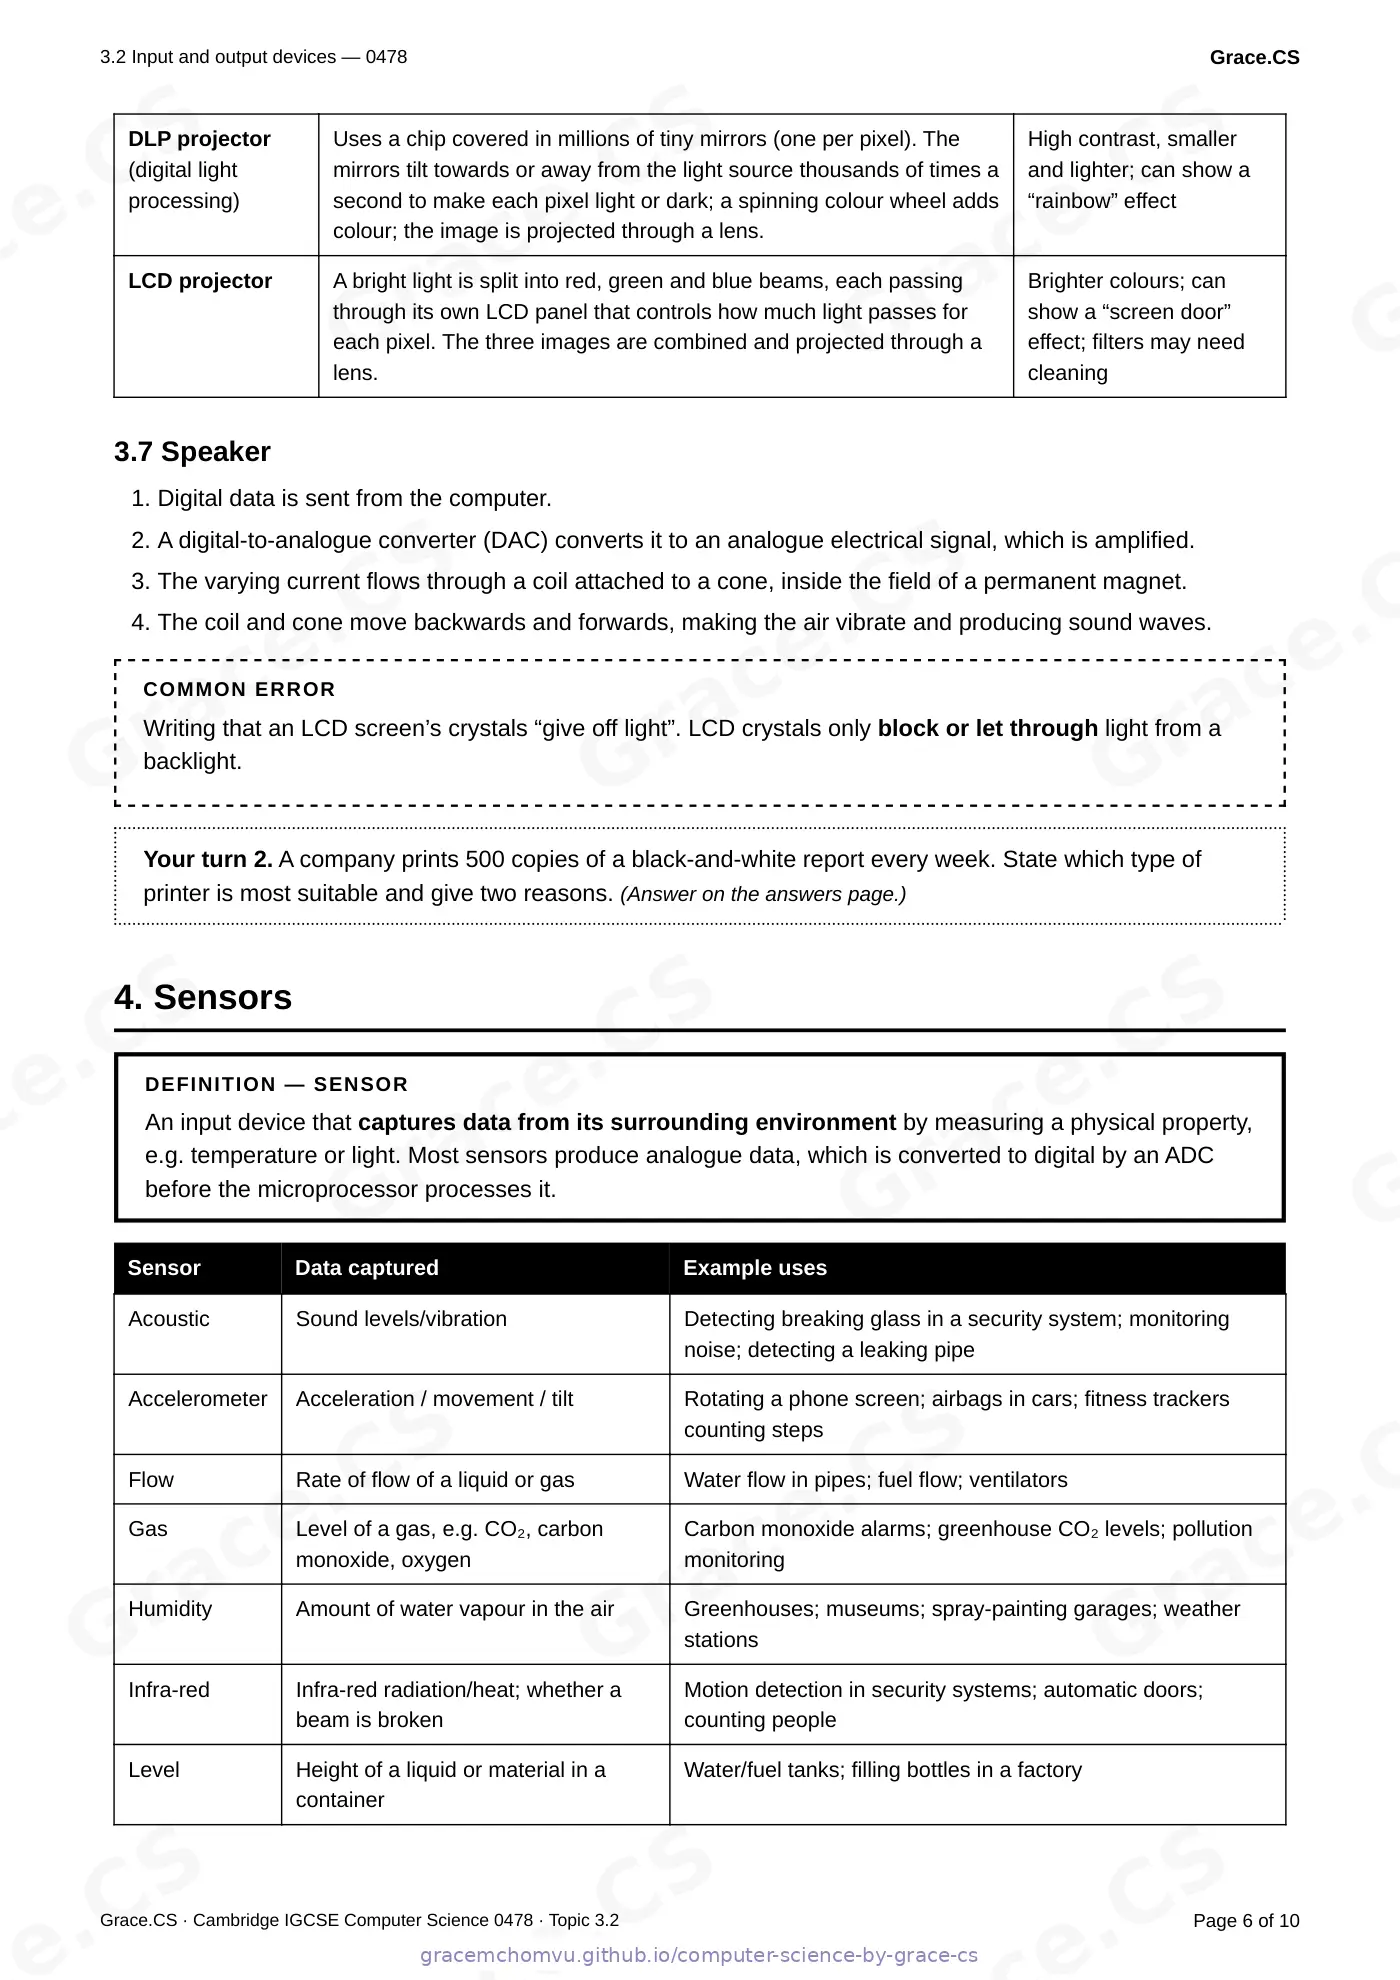 3.2 Input and output devices — 0478
Grace.CS
DLP projector
(digital light
processing)
Uses a chip covered in millions of tiny mirrors (one per pixel). The
mirrors tilt towards or away from the light source thousands of times a
second to make each pixel light or dark; a spinning colour wheel adds
colour; the image is projected through a lens.
High contrast, smaller
and lighter; can show a
“rainbow” effect
LCD projector
A bright light is split into red, green and blue beams, each passing
through its own LCD panel that controls how much light passes for
each pixel. The three images are combined and projected through a
lens.
Brighter colours; can
show a “screen door”
effect; filters may need
cleaning
3.7 Speaker
1. Digital data is sent from the computer.
2. A digital-to-analogue converter (DAC) converts it to an analogue electrical signal, which is amplified.
3. The varying current flows through a coil attached to a cone, inside the field of a permanent magnet.
4. The coil and cone move backwards and forwards, making the air vibrate and producing sound waves.
COMMON ERROR
Writing that an LCD screen’s crystals “give off light”. LCD crystals only block or let through light from a
backlight.
Your turn 2. A company prints 500 copies of a black-and-white report every week. State which type of
printer is most suitable and give two reasons. (Answer on the answers page.)
4. Sensors
DEFINITION — SENSOR
An input device that captures data from its surrounding environment by measuring a physical property,
e.g. temperature or light. Most sensors produce analogue data, which is converted to digital by an ADC
before the microprocessor processes it.
Sensor
Data captured
Example uses
Acoustic
Sound levels/vibration
Detecting breaking glass in a security system; monitoring
noise; detecting a leaking pipe
Accelerometer
Acceleration / movement / tilt
Rotating a phone screen; airbags in cars; fitness trackers
counting steps
Flow
Rate of flow of a liquid or gas
Water flow in pipes; fuel flow; ventilators
Gas
Level of a gas, e.g. CO₂, carbon
monoxide, oxygen
Carbon monoxide alarms; greenhouse CO₂ levels; pollution
monitoring
Humidity
Amount of water vapour in the air
Greenhouses; museums; spray-painting garages; weather
stations
Infra-red
Infra-red radiation/heat; whether a
beam is broken
Motion detection in security systems; automatic doors;
counting people
Level
Height of a liquid or material in a
container
Water/fuel tanks; filling bottles in a factory
Grace.CS · Cambridge IGCSE Computer Science 0478 · Topic 3.2
Page 6 of 10
gracemchomvu.github.io/computer-science-by-grace-cs